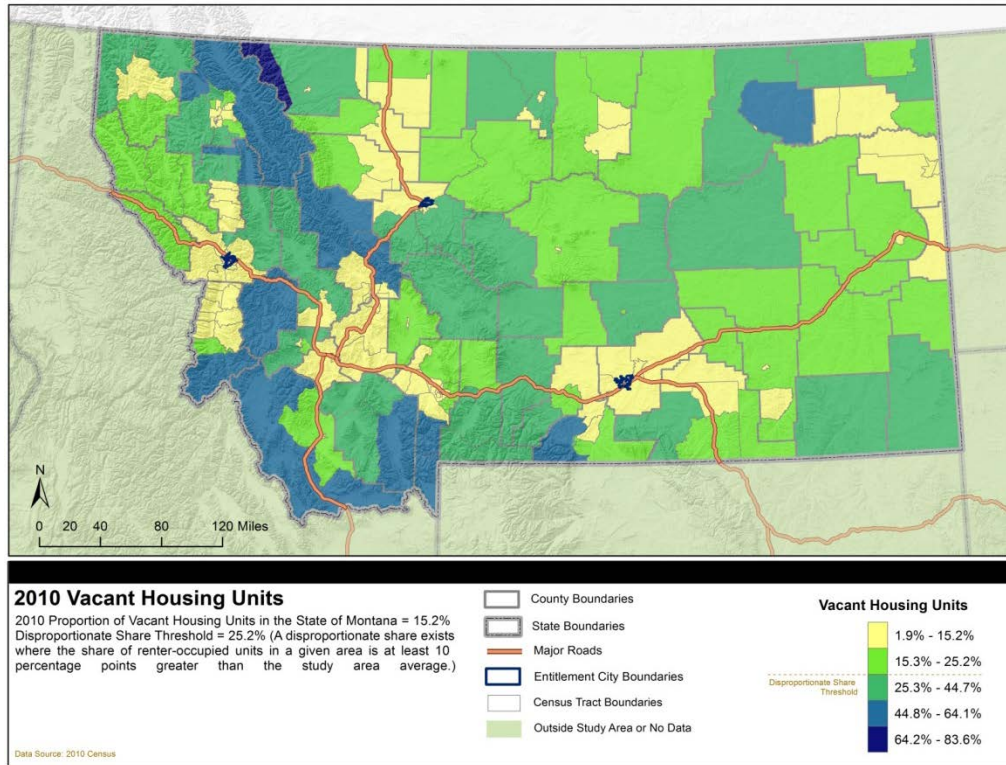 N
0 20 40 80 120 Miles
2010 Vacant Housing Units
2010 Proportion of Vacant Housing Units in the State of Montana = 15.2%
Disproportionate Share Threshold = 25.2% (A disproportionate share exists
where the share of renter-occupied units in a given area is at least 10
percentage points greater than the study area average.)
Data Source: 2010 Census
County Boundaries
State Boundaries
Major Roads
Entitlement City Boundaries
Census Tract Boundaries
Outside Study Area or No Data
Vacant Housing Units
1.9% - 15.2%
15.3% - 25.2%
Disproportionate Share
Threshold
25.3% - 44.7%
44.8% - 64.1%
64.2% - 83.6%